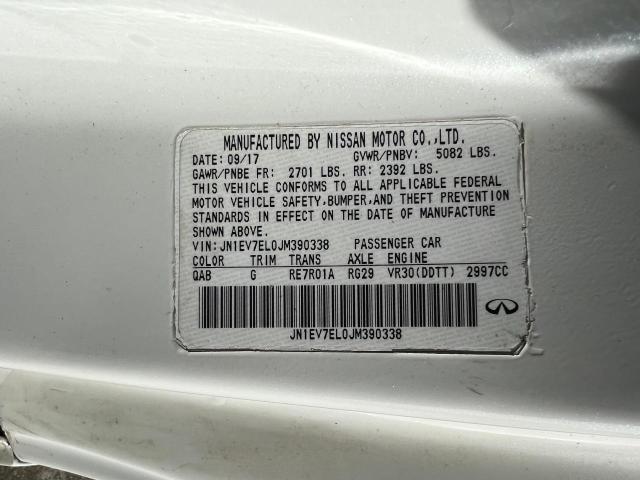 MANUFACTURED BY NISSAN MOTOR CO.,LTD.
DATE: 09/17 GVWR/PNBV: 5082 LBS.
GAWR/PNBE FR: 2701 LBS. RR: 2392 LBS.
THIS VEHICLE CONFORMS TO ALL APPLICABLE FEDERAL
MOTOR VEHICLE SAFETY,BUMPER,AND THEFT PREVENTION
STANDARDS IN EFFECT ON THE DATE OF MANUFACTURE
SHOWN ABOVE.
VIN:JN1EV7EL0JM390338 PASSENGER CAR
COLOR TRIM TRANS AXLE ENGINE
QAB G RE7R01A RG29 VR30(DDTT) 2997CC
JN1EV7EL0JM390338